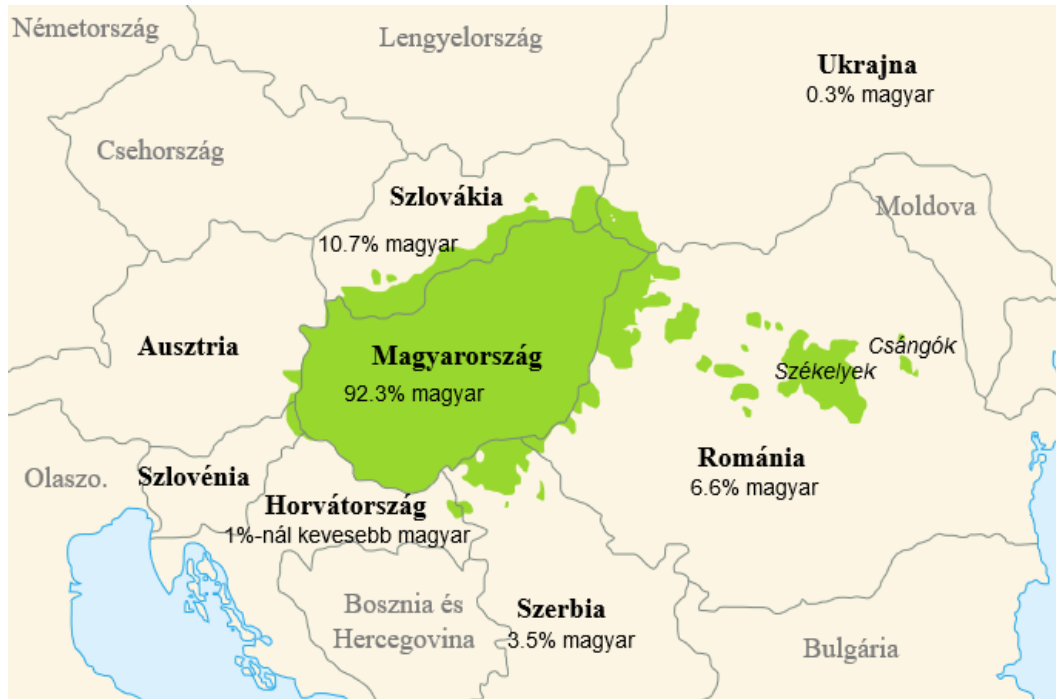 Németország
Lengyelország
Ukrajna
0.3% magyar
Csehország
Szlovákia
10.7% magyar
Moldova
Ausztria
Magyarország
92.3% magyar
Csángók
Székelyek
Olaszo.
Szlovénia
Horvátország
1%-nál kevesebb magyar
Románia
6.6% magyar
Bosznia és
Hercegovina
Szerbia
3.5% magyar
Bulgária